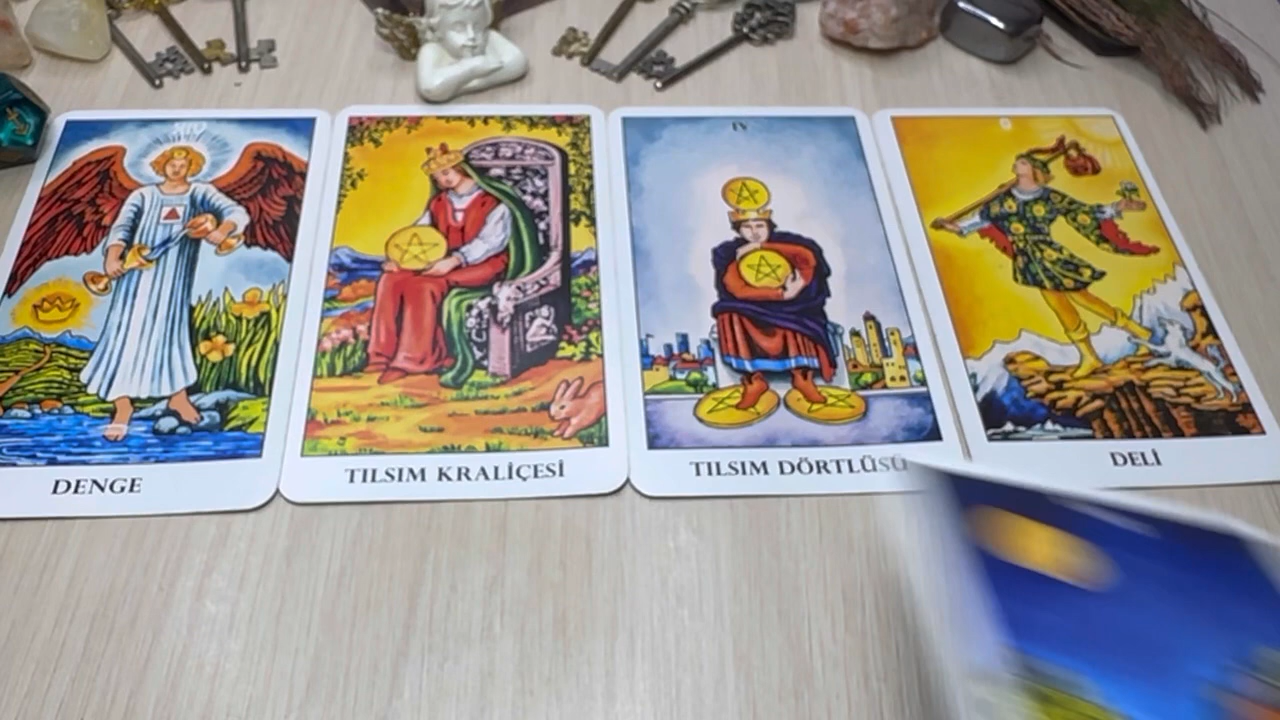 DENGE
TILSIM KRALİÇESİ
IV
TILSIM DÖRTLÜSÜ
DELİ